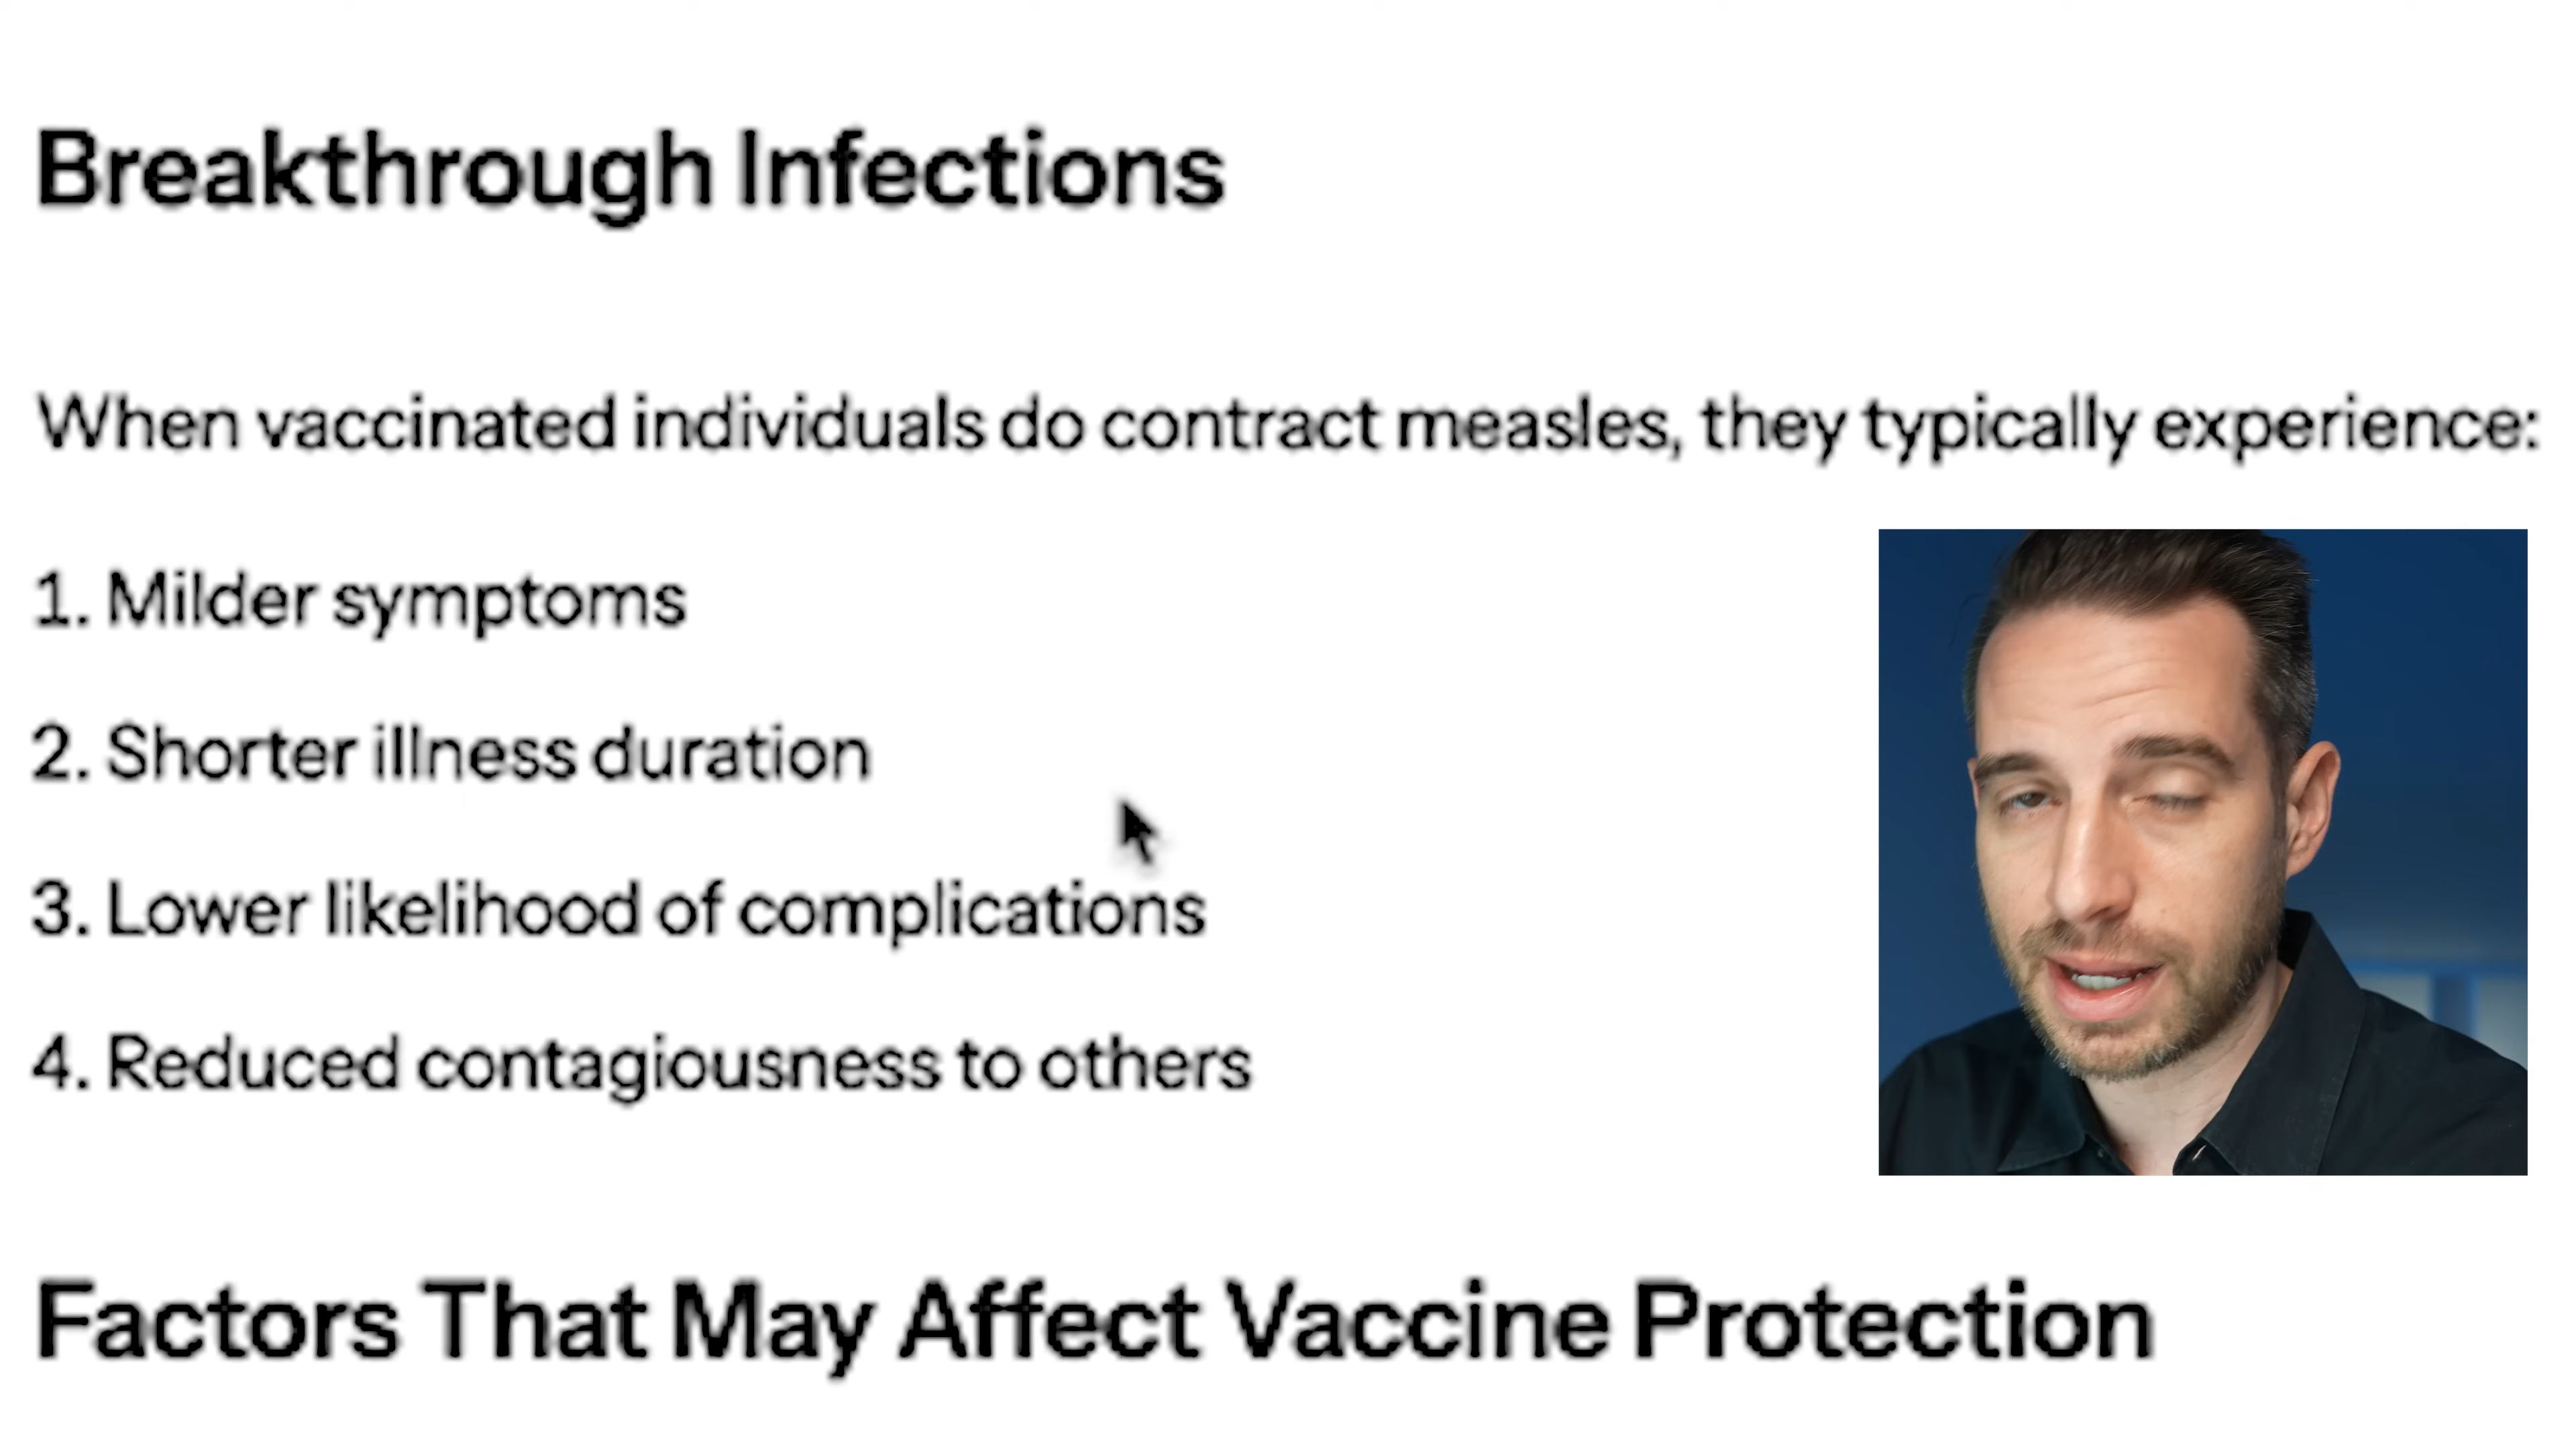 Breakthrough Infections
When vaccinated individuals do contract measles, they typically experience:
1. Milder symptoms
2. Shorter illness duration
3. Lower likelihood of complications
4. Reduced contagiousness to others
Factors That May Affect Vaccine Protection